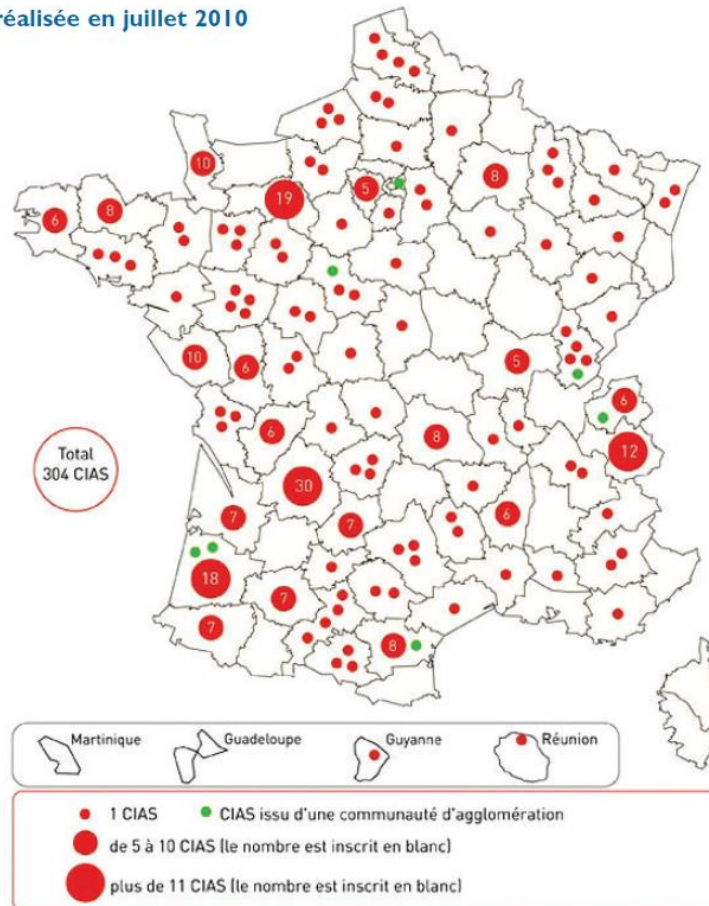 réalisée en juillet 2010
10
19
5
8
6
8
10
6
5
6
6
8
12
Total
304 CIAS
30
7
7
6
18
7
7
8
Martinique
Guadeloupe
Guyanne
Réunion
1 CIAS
CIAS issu d'une communauté d'agglomération
de 5 à 10 CIAS (le nombre est inscrit en blanc)
plus de 11 CIAS (le nombre est inscrit en blanc)